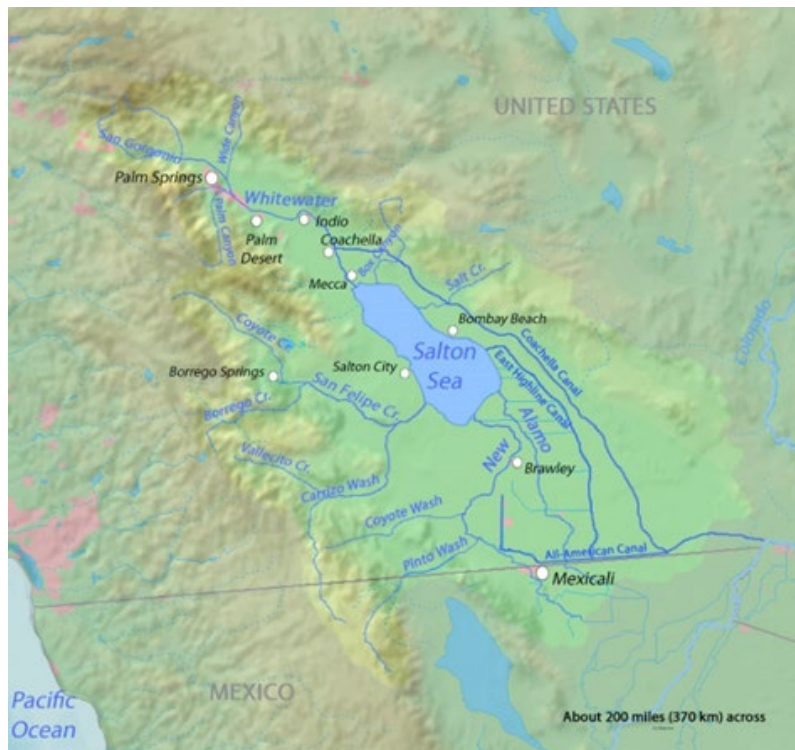 UNITED STATES
San Gorgonio
Wide Canyon
Palm Springs
Whitewater
Palm Canyon
Indio
Palm
Desert
Coachella
Box Canyon
Mecca
Salt Cr.
Coyote Cr.
Bombay Beach
Colorado
Salton
Sea
Coachella Canal
East Highline Canal
Salton City
Borrego Springs
San Felipe Cr.
Borrego Cr.
Alamo
New
Vallecito Cr.
Brawley
Carrizo Wash
Coyote Wash
Pinto Wash
All-American Canal
Mexicali
MEXICO
Pacific
Ocean
About 200 miles (370 km) across